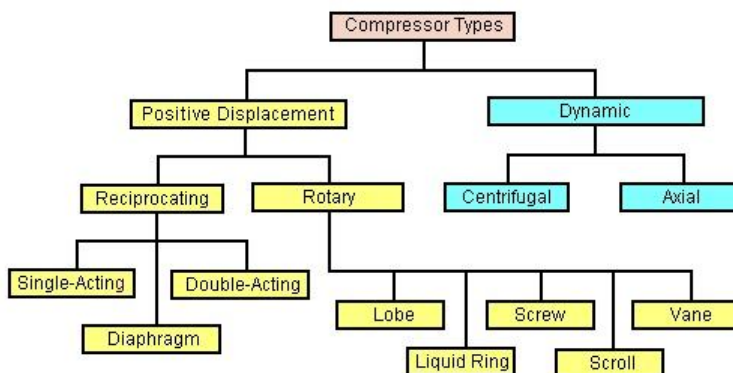 Compressor Types
Positive Displacement
Dynamic
Reciprocating
Rotary
Centrifugal
Axial
Single-Acting
Double-Acting
Diaphragm
Lobe
Screw
Vane
Liquid Ring
Scroll